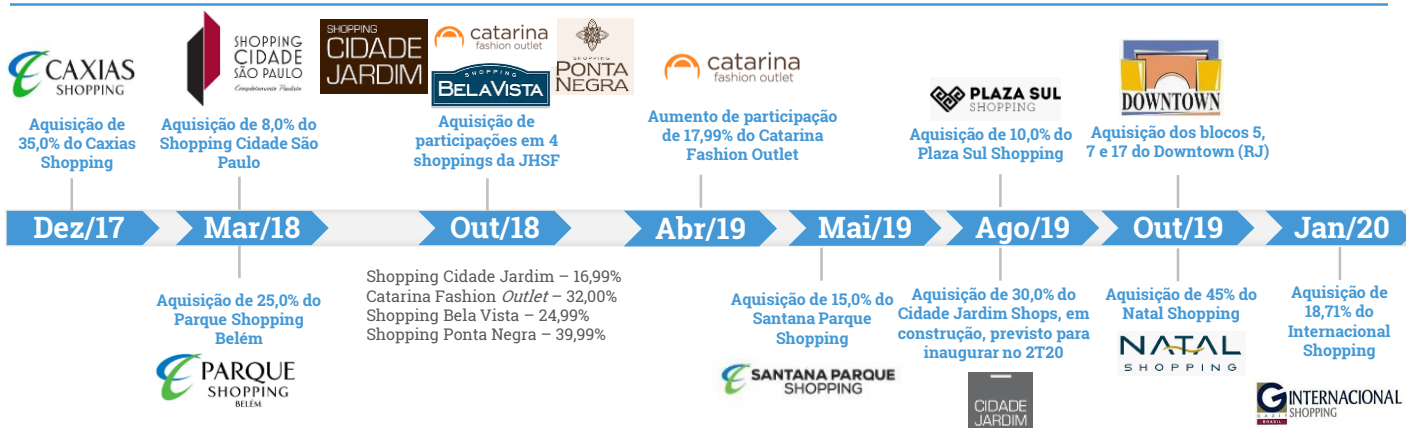 CAXIAS
SHOPPING
Aquisição de
35,0% do Caxias
Shopping
SHOPPING
CIDADE
SÃO PAULO
Completamente Paulista
Aquisição de 8,0% do
Shopping Cidade São
Paulo
SHOPPING
CIDADE
JARDIM
catarina
fashion outlet
SHOPPING
BELAVISTA
SHOPPING
PONTA
NEGRA
Aquisição de
participações em 4
shoppings da JHSF
catarina
fashion outlet
Aumento de participação
de 17,99% do Catarina
Fashion Outlet
PLAZA SUL
SHOPPING
Aquisição de 10,0% do
Plaza Sul Shopping
DOWNTOWN
Aquisição dos blocos 5,
7 e 17 do Downtown (RJ)
Dez/17 Mar/18 Out/18 Abr/19 Mai/19 Ago/19 Out/19 Jan/20
Aquisição de 25,0% do
Parque Shopping
Belém
PARQUE
SHOPPING
BELÉM
Shopping Cidade Jardim – 16,99%
Catarina Fashion Outlet – 32,00%
Shopping Bela Vista – 24,99%
Shopping Ponta Negra – 39,99%
Aquisição de 15,0% do
Santana Parque
Shopping
SANTANA PARQUE
SHOPPING
Aquisição de 30,0% do
Cidade Jardim Shops, em
construção, previsto para
inaugurar no 2T20
CIDADE
JARDIM
Aquisição de 45% do
Natal Shopping
NATAL
SHOPPING
Aquisição de
18,71% do
Internacional
Shopping
G INTERNACIONAL
SHOPPING
GAZIT
BRASIL